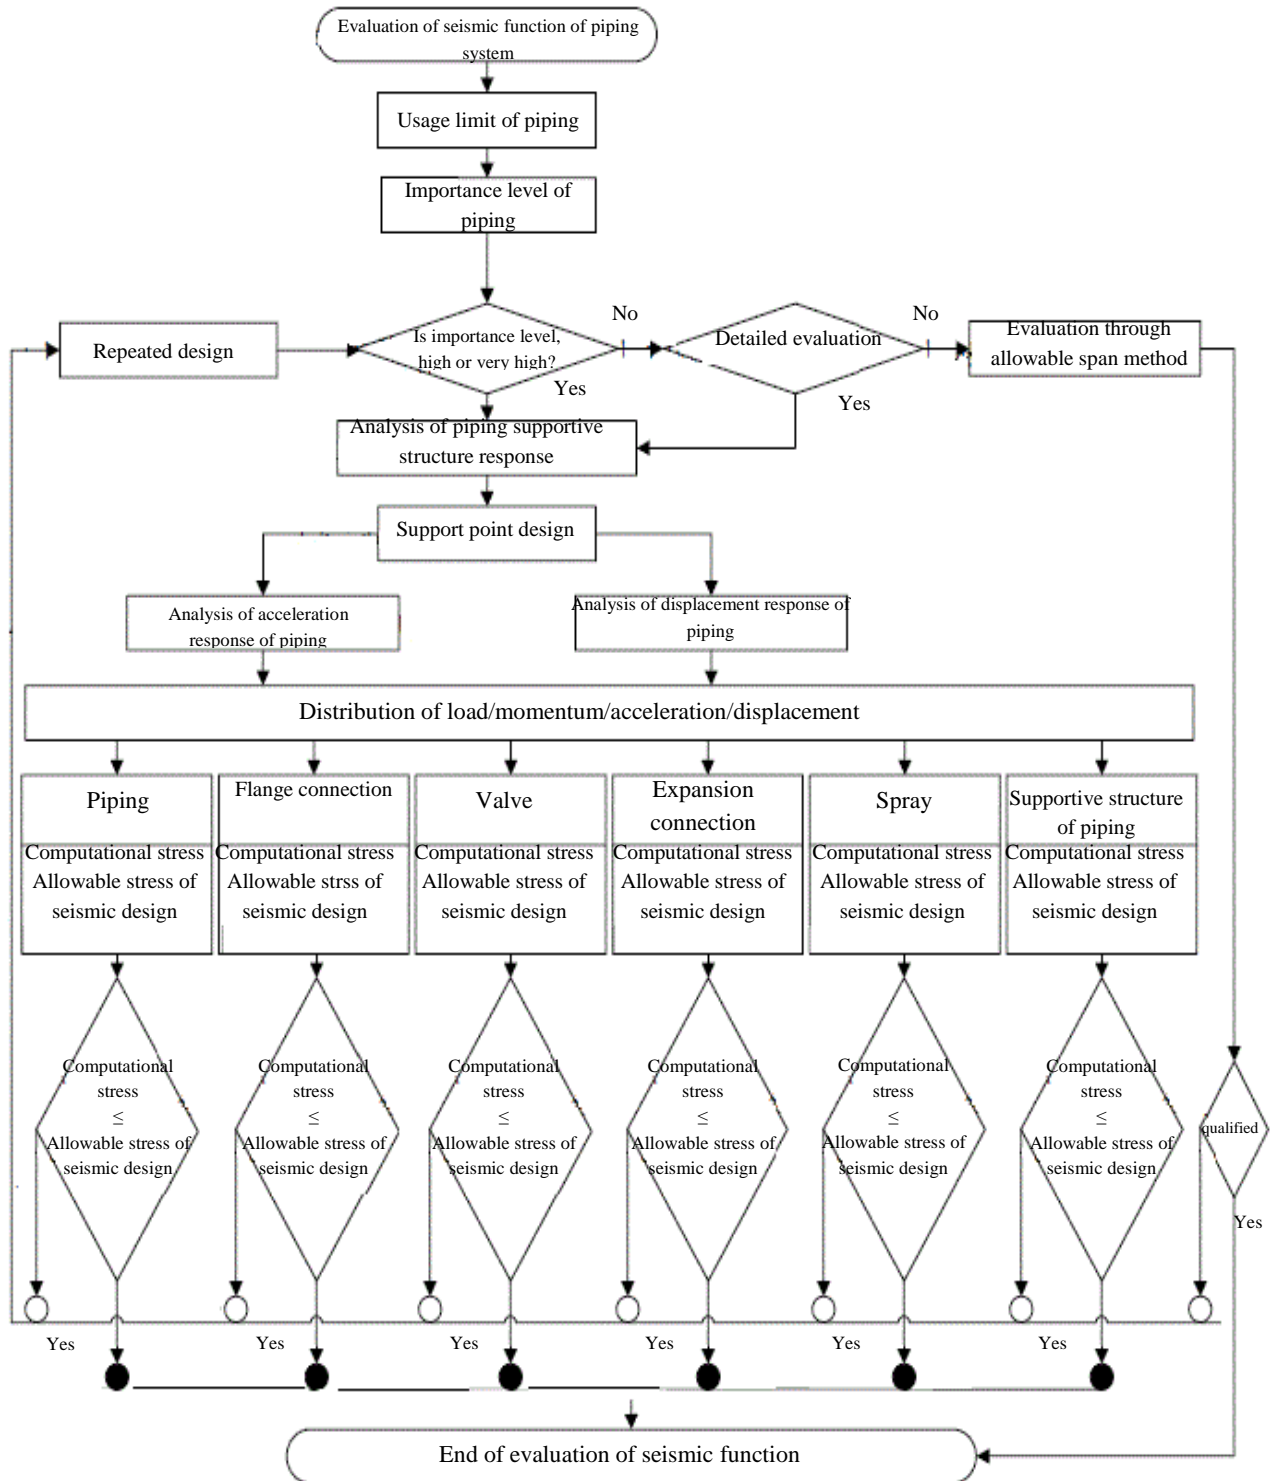 Evaluation of seismic function of piping
system
Usage limit of piping
Importance level of
piping
No
No
Repeated design
Is importance level,
high or very high?
Detailed evaluation
Evaluation through
allowable span method
Yes
Yes
Analysis of piping supportive
structure response
Support point design
Analysis of acceleration
response of piping
Analysis of displacement response of
piping
Distribution of load/momentum/acceleration/displacement
Piping
Computational stress
Allowable stress of
seismic design
Flange connection
Computational stress
Allowable strss of
seismic design
Valve
Computational stress
Allowable stress of
seismic design
Expansion
connection
Computational stress
Allowable stress of
seismic design
Spray
Computational stress
Allowable stress of
seismic design
Supportive structure
of piping
Computational stress
Allowable stress of
seismic design
Computational
stress
≤
Allowable stress of
seismic design
Computational
stress
≤
Allowable stress of
seismic design
Computational
stress
≤
Allowable stress of
seismic design
Computational
stress
≤
Allowable stress of
seismic design
Computational
stress
≤
Allowable stress of
seismic design
Computational
stress
≤
Allowable stress of
seismic design
qualified
Yes
Yes
Yes
Yes
Yes
Yes
Yes
End of evaluation of seismic function